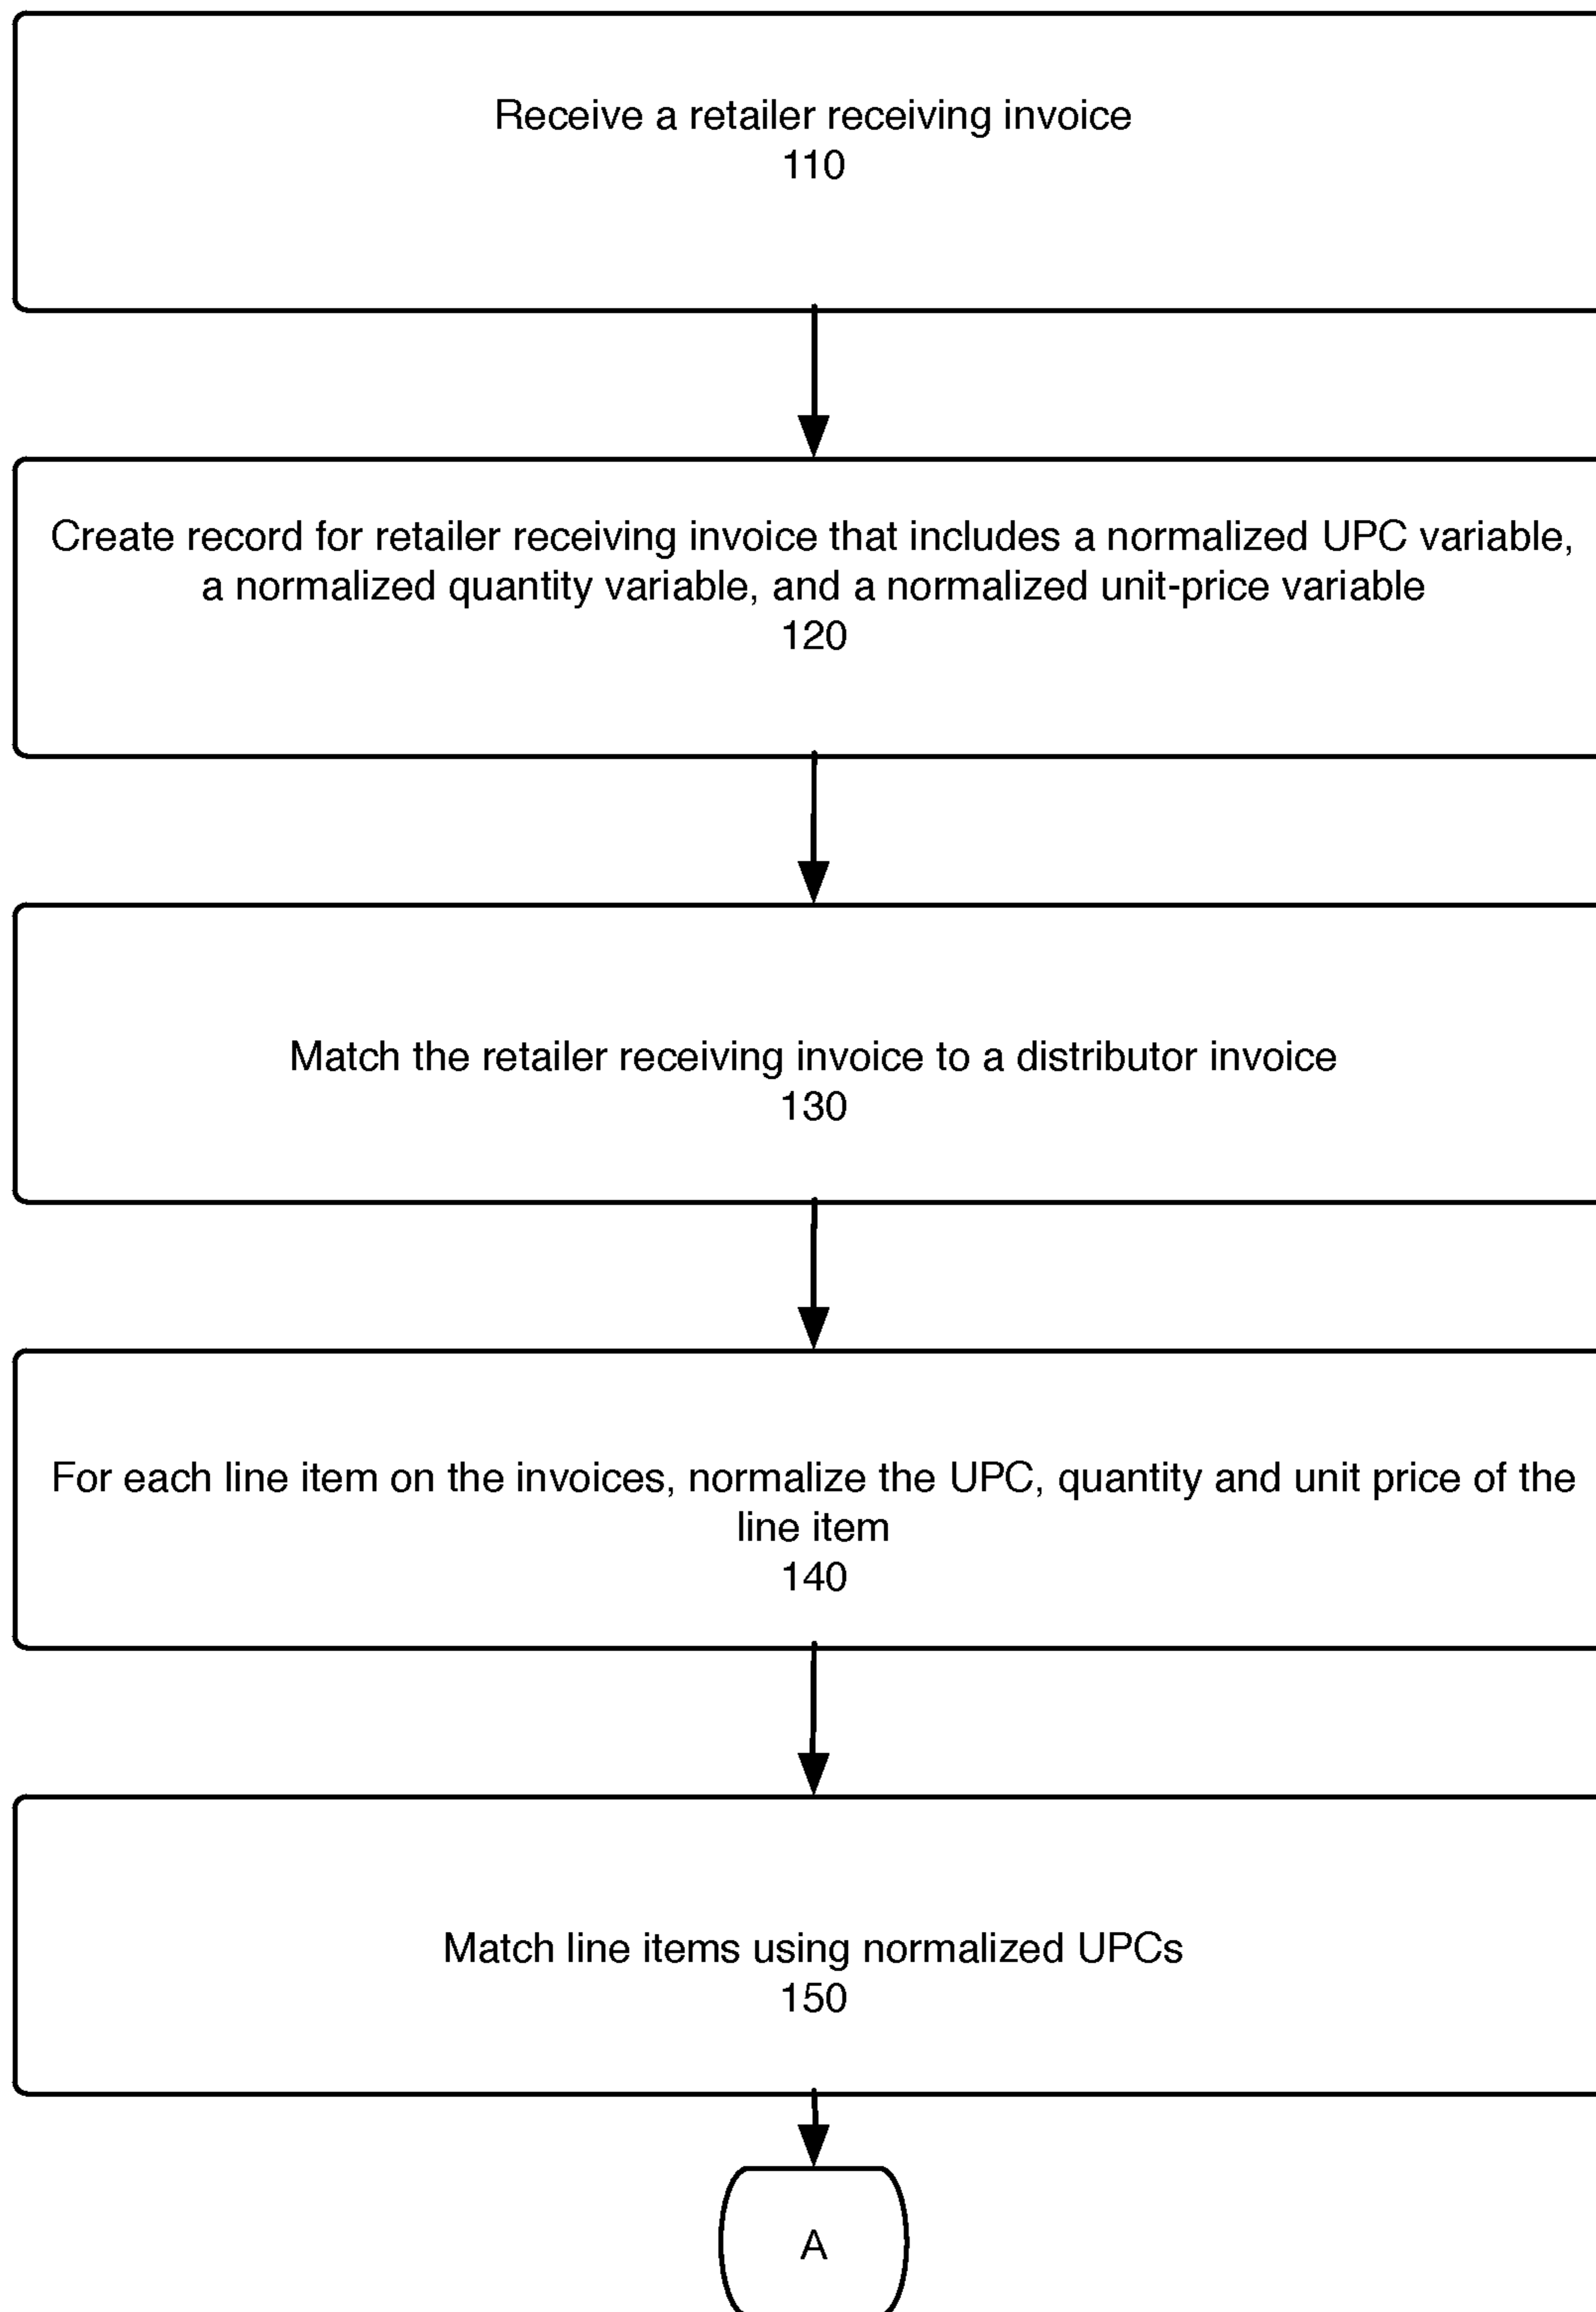 Receive a retailer receiving invoice
110
Create record for retailer receiving invoice that includes a normalized UPC variable,
a normalized quantity variable, and a normalized unit-price variable
120
Match the retailer receiving invoice to a distributor invoice
130
For each line item on the invoices, normalize the UPC, quantity and unit price of the
line item
140
Match line items using normalized UPCs
150
A